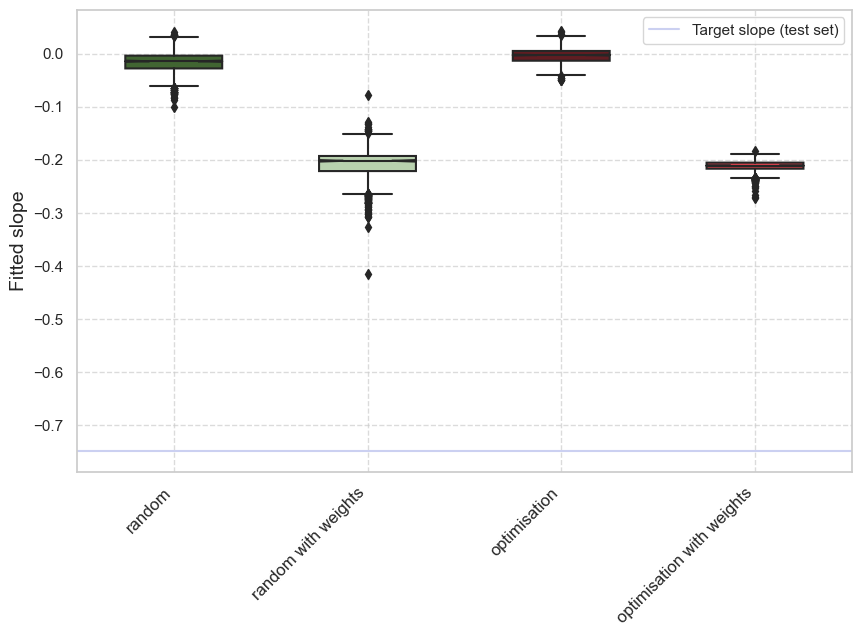 Target slope (test set)
Fitted slope
0.0
−0.1
−0.2
−0.3
−0.4
−0.5
−0.6
−0.7
random
random with weights
optimisation
optimisation with weights